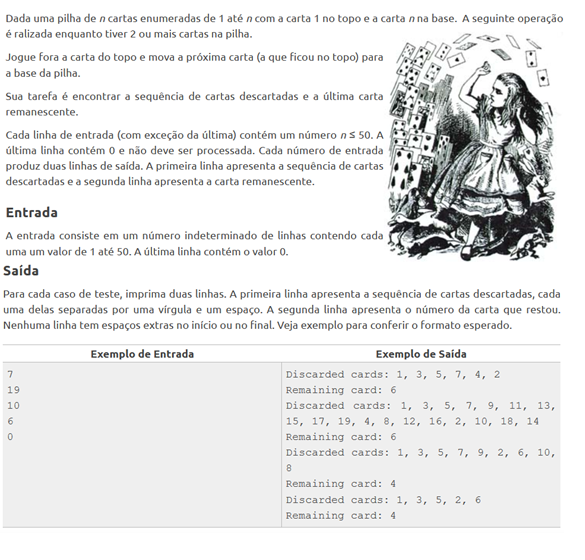 Dada uma pilha de n cartas enumeradas de 1 até n com a carta 1 no topo e a carta n na base. A seguinte operação
é ralizada enquanto tiver 2 ou mais cartas na pilha.
Jogue fora a carta do topo e mova a próxima carta (a que ficou no topo) para
a base da pilha.
Sua tarefa é encontrar a sequência de cartas descartadas e a última carta
remanescente.
Cada linha de entrada (com exceção da última) contém um número n ≤ 50. A
última linha contém 0 e não deve ser processada. Cada número de entrada
produz duas linhas de saída. A primeira linha apresenta a sequência de cartas
descartadas e a segunda linha apresenta a carta remanescente.
Entrada
A entrada consiste em um número indeterminado de linhas contendo cada
uma um valor de 1 até 50. A última linha contém o valor 0.
Saída
Para cada caso de teste, imprima duas linhas. A primeira linha apresenta a sequência de cartas descartadas, cada
uma delas separadas por uma vírgula e um espaço. A segunda linha apresenta o número da carta que restou.
Nenhuma linha tem espaços extras no início ou no final. Veja exemplo para conferir o formato esperado.
Exemplo de Entrada
7
19
10
6
0
Exemplo de Saída
Discarded cards: 1, 3, 5, 7, 4, 2
Remaining card: 6
Discarded cards: 1, 3, 5, 7, 9, 11, 13,
15, 17, 19, 4, 8, 12, 16, 2, 10, 18, 14
Remaining card: 6
Discarded cards: 1, 3, 5, 7, 9, 2, 6, 10,
8
Remaining card: 4
Discarded cards: 1, 3, 5, 2, 6
Remaining card: 4